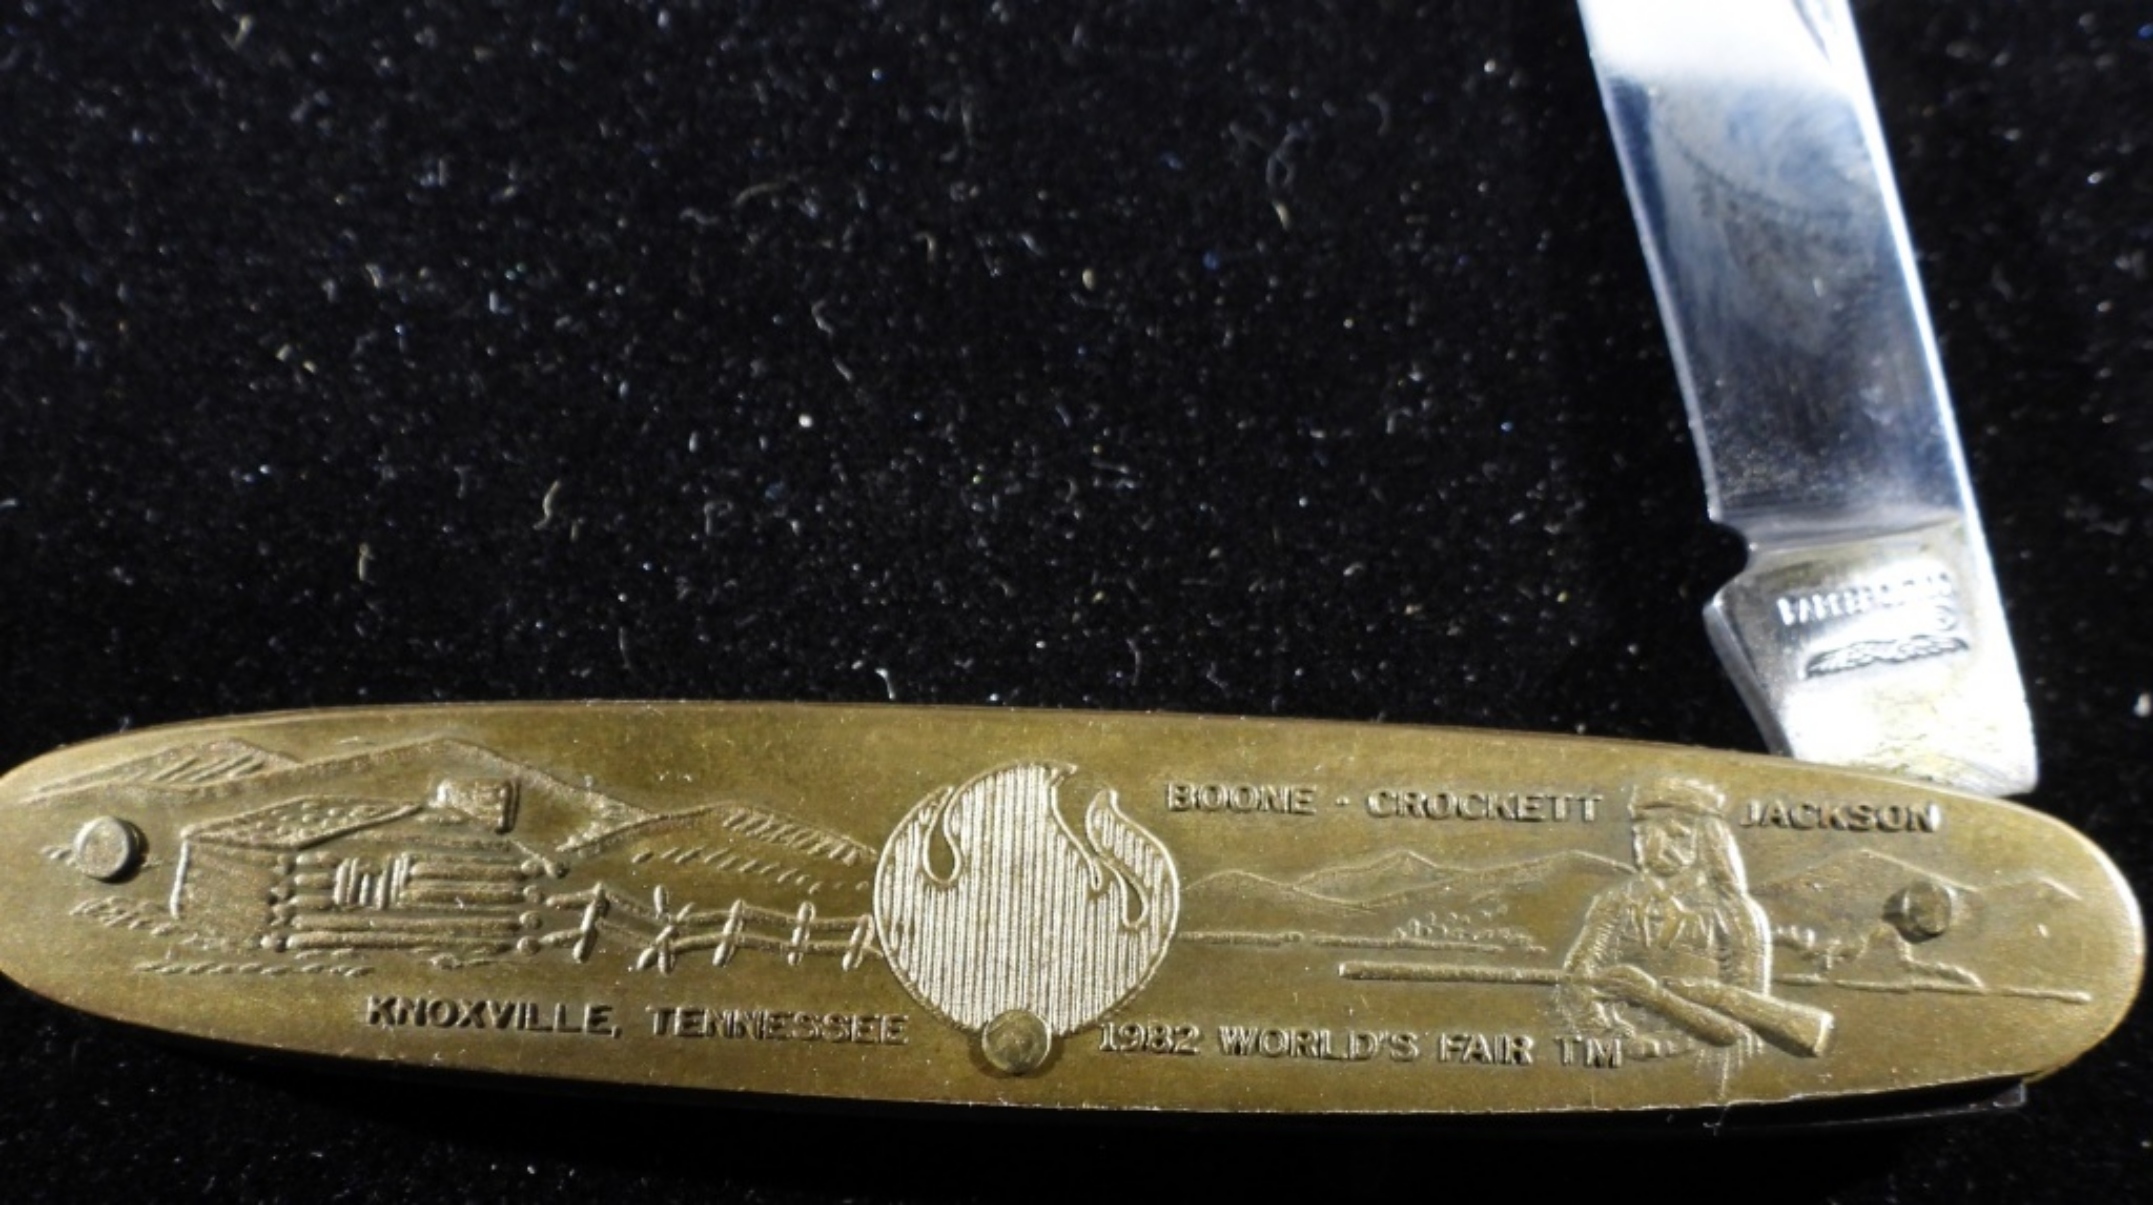 BOONE - CROCKETT JACKSON
KNOXVILLE, TENNESSEE
1982 WORLD'S FAIR TM